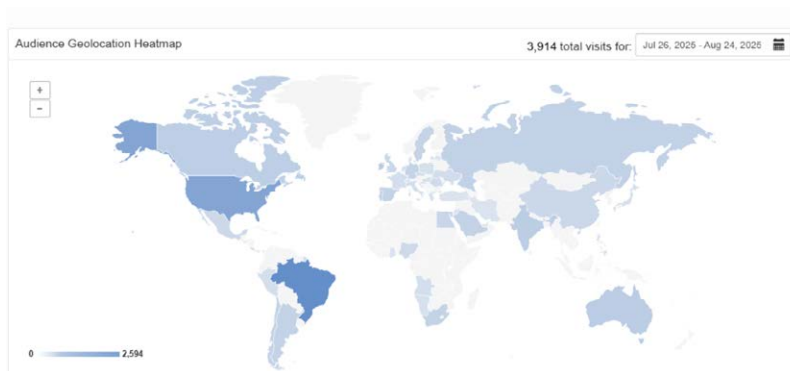 Audience Geolocation Heatmap
3,914 total visits for: Jul 26, 2025 - Aug 24, 2025
+
−
0 2,594